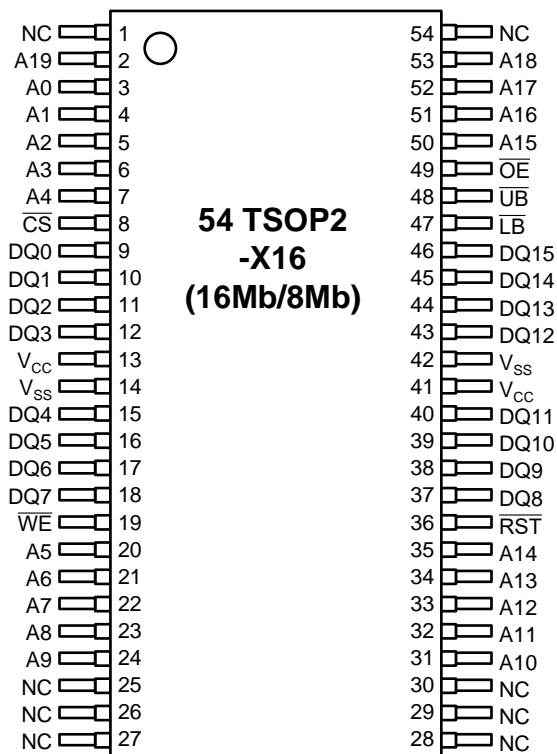 NC 1 54 NC
A19 2 53 A18
A0 3 52 A17
A1 4 51 A16
A2 5 50 A15
A3 6 49 OE
A4 7 48 UB
CS 8 47 LB
54 TSOP2
-X16
(16Mb/8Mb)
DQ0 9 46 DQ15
DQ1 10 45 DQ14
DQ2 11 44 DQ13
DQ3 12 43 DQ12
VCC 13 42 VSS
VSS 14 41 VCC
DQ4 15 40 DQ11
DQ5 16 39 DQ10
DQ6 17 38 DQ9
DQ7 18 37 DQ8
WE 19 36 RST
A5 20 35 A14
A6 21 34 A13
A7 22 33 A12
A8 23 32 A11
A9 24 31 A10
NC 25 30 NC
NC 26 29 NC
NC 27 28 NC